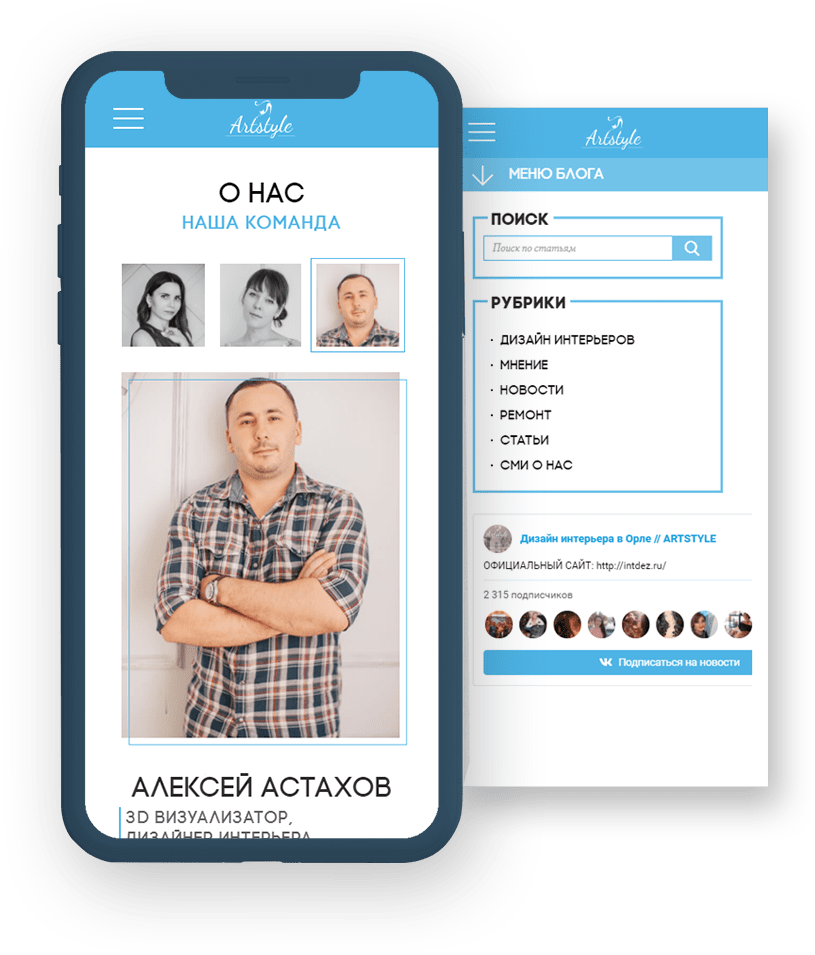 Artstyle
О НАС
НАША КОМАНДА
АЛЕКСЕЙ АСТАХОВ
3D ВИЗУАЛИЗАТОР,
ДИЗАЙНЕР ИНТЕРЬЕРА
Artstyle
МЕНЮ БЛОГА
ПОИСК
Поиск по статьям
РУБРИКИ
· ДИЗАЙН ИНТЕРЬЕРОВ
· МНЕНИЕ
· НОВОСТИ
· РЕМОНТ
· СТАТЬИ
· СМИ О НАС
Дизайн интерьера в Орле // ARTSTYLE
ОФИЦИАЛЬНЫЙ САЙТ: http://intdez.ru/
2 315 подписчиков
Подписаться на новости